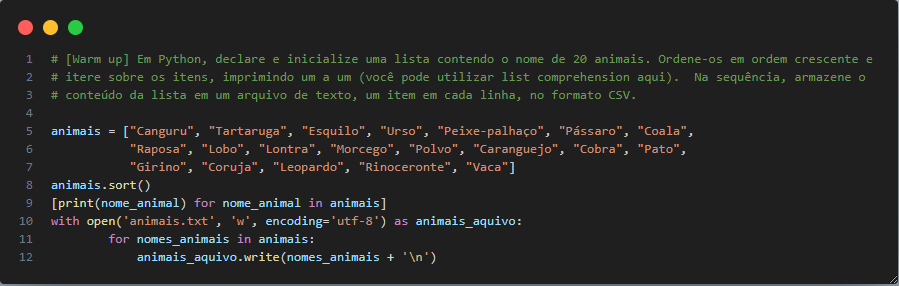 1 # [Warm up] Em Python, declare e inicialize uma lista contendo o nome de 20 animais. Ordene-os em ordem crescente e
2 # itere sobre os itens, imprimindo um a um (você pode utilizar list comprehension aqui).  Na sequência, armazene o
3 # conteúdo da lista em um arquivo de texto, um item em cada linha, no formato CSV.
4
5 animais = ["Canguru", "Tartaruga", "Esquilo", "Urso", "Peixe-palhaço", "Pássaro", "Coala",
6            "Raposa", "Lobo", "Lontra", "Morcego", "Polvo", "Caranguejo", "Cobra", "Pato",
7            "Girino", "Coruja", "Leopardo", "Rinoceronte", "Vaca"]
8 animais.sort()
9 [print(nome_animal) for nome_animal in animais]
10 with open('animais.txt', 'w', encoding='utf-8') as animais_aquivo:
11         for nomes_animais in animais:
12             animais_aquivo.write(nomes_animais + '\n')